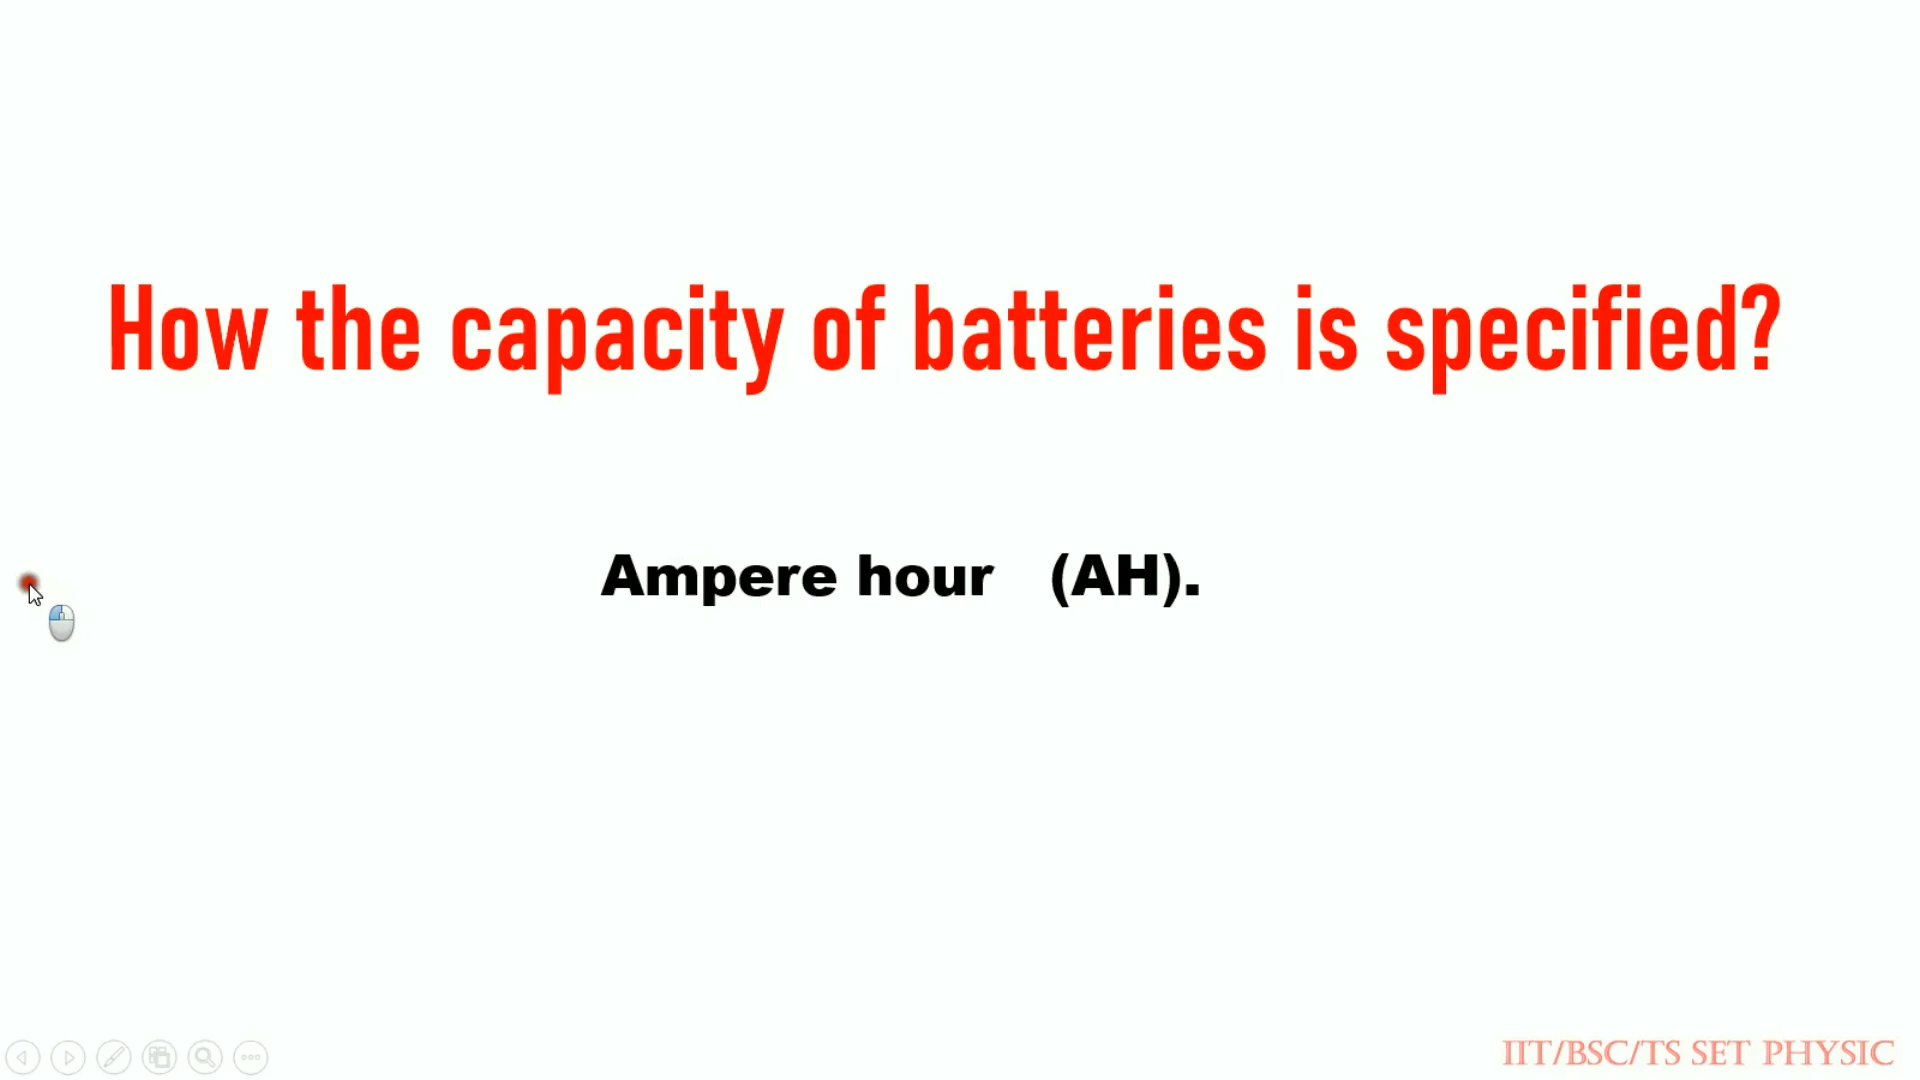 How the capacity of batteries is specified?
Ampere hour (AH).
IIT/BSC/TS SET PHYSIC